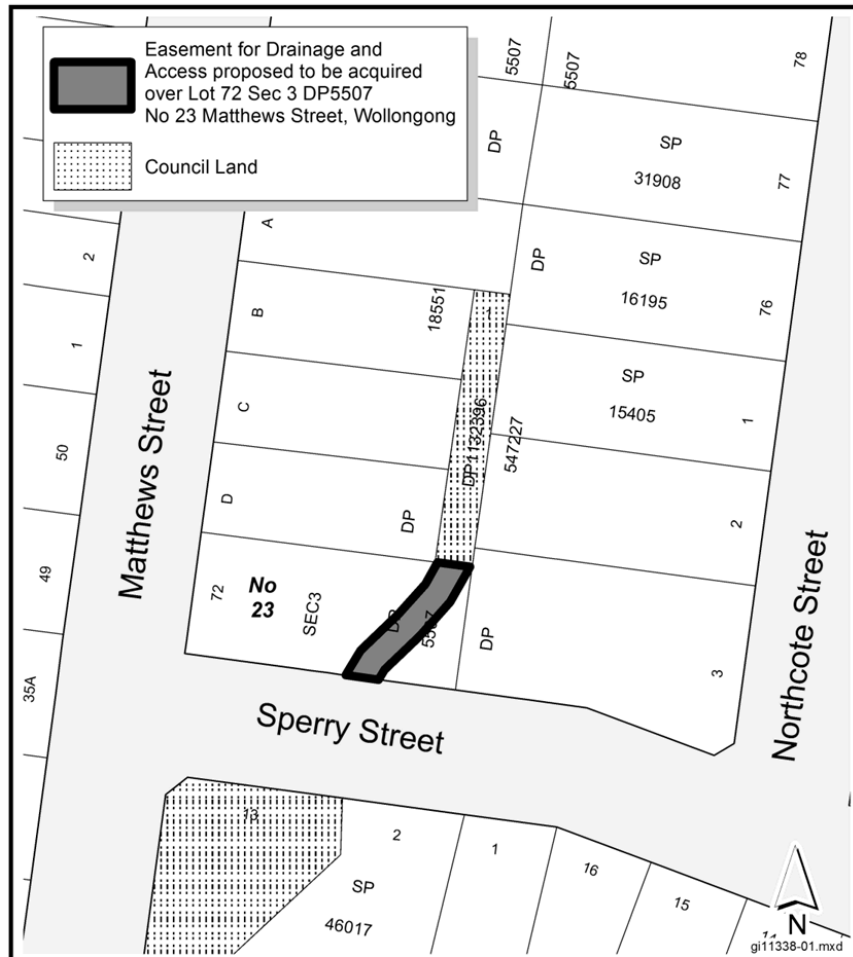 Easement for Drainage and
Access proposed to be acquired
over Lot 72 Sec 3 DP5507
No 23 Matthews Street, Wollongong
Council Land
5507
5507
78
DP
SP
31908
77
A
2
DP
SP
16195
76
B
18551
1
1
SP
15405
1
C
DP1132396
547227
50
Matthews Street
D
DP
2
49
72
No
23
SEC3
DP
5507
DP
3
Northcote Street
35A
Sperry Street
13
2
1
16
15
SP
46017
N
gi11338-01.mxd